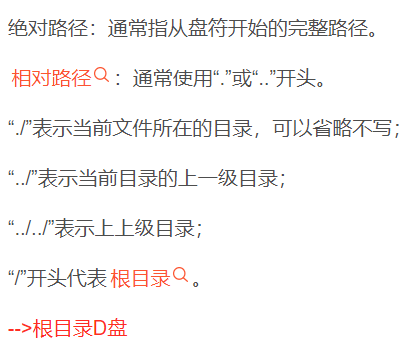 绝对路径：通常指从盘符开始的完整路径。
相对路径：通常使用“.”或“..”开头。
“./”表示当前文件所在的目录，可以省略不写；
“../”表示当前目录的上一级目录；
“../../”表示上上级目录；
“/”开头代表根目录。
-->根目录D盘